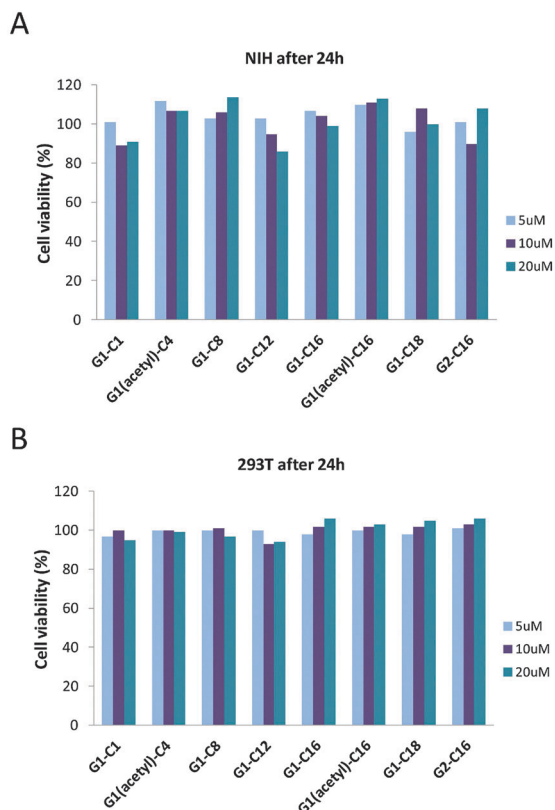 A
NIH after 24h
Cell viability (%)
120
100
80
60
40
20
0
G1-C1
G1(acetyl)-C4
G1-C8
G1-C12
G1-C16
G1(acetyl)-C16
G1-C18
G2-C16
5uM
10uM
20uM
B
293T after 24h
Cell viability (%)
120
100
80
60
40
20
0
G1-C1
G1(acetyl)-C4
G1-C8
G1-C12
G1-C16
G1(acetyl)-C16
G1-C18
G2-C16
5uM
10uM
20uM